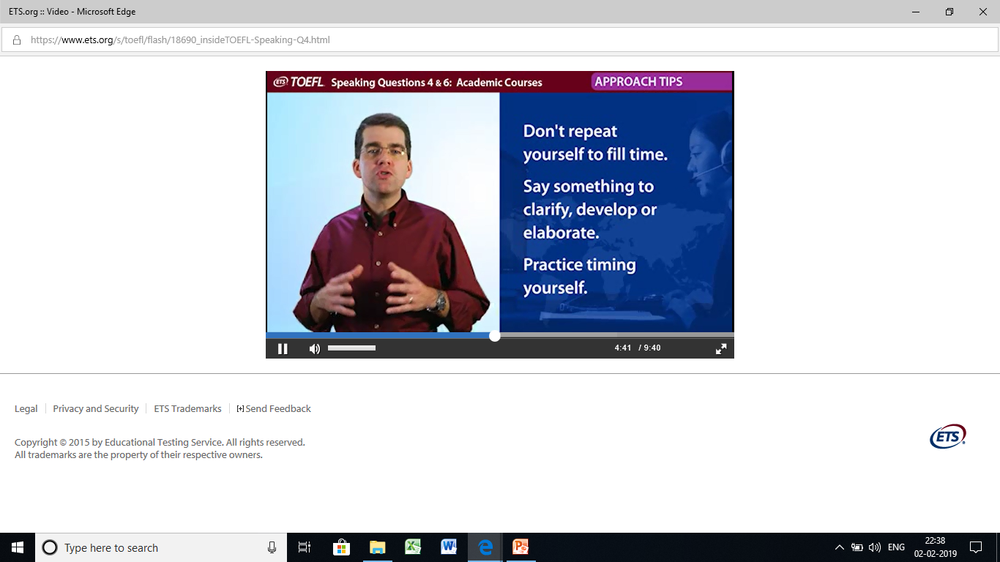 ETS.org :: Video - Microsoft Edge
https://www.ets.org/s/toefl/flash/18690_insideTOEFL-Speaking-Q4.html
ETS TOEFL Speaking Questions 4 & 6: Academic Courses
APPROACH TIPS
Don't repeat
yourself to fill time.
Say something to
clarify, develop or
elaborate.
Practice timing
yourself.
4:41 / 9:40
Legal
Privacy and Security
ETS Trademarks
[+] Send Feedback
Copyright © 2015 by Educational Testing Service. All rights reserved.
All trademarks are the property of their respective owners.
ETS®
Type here to search
ENG
22:38
02-02-2019